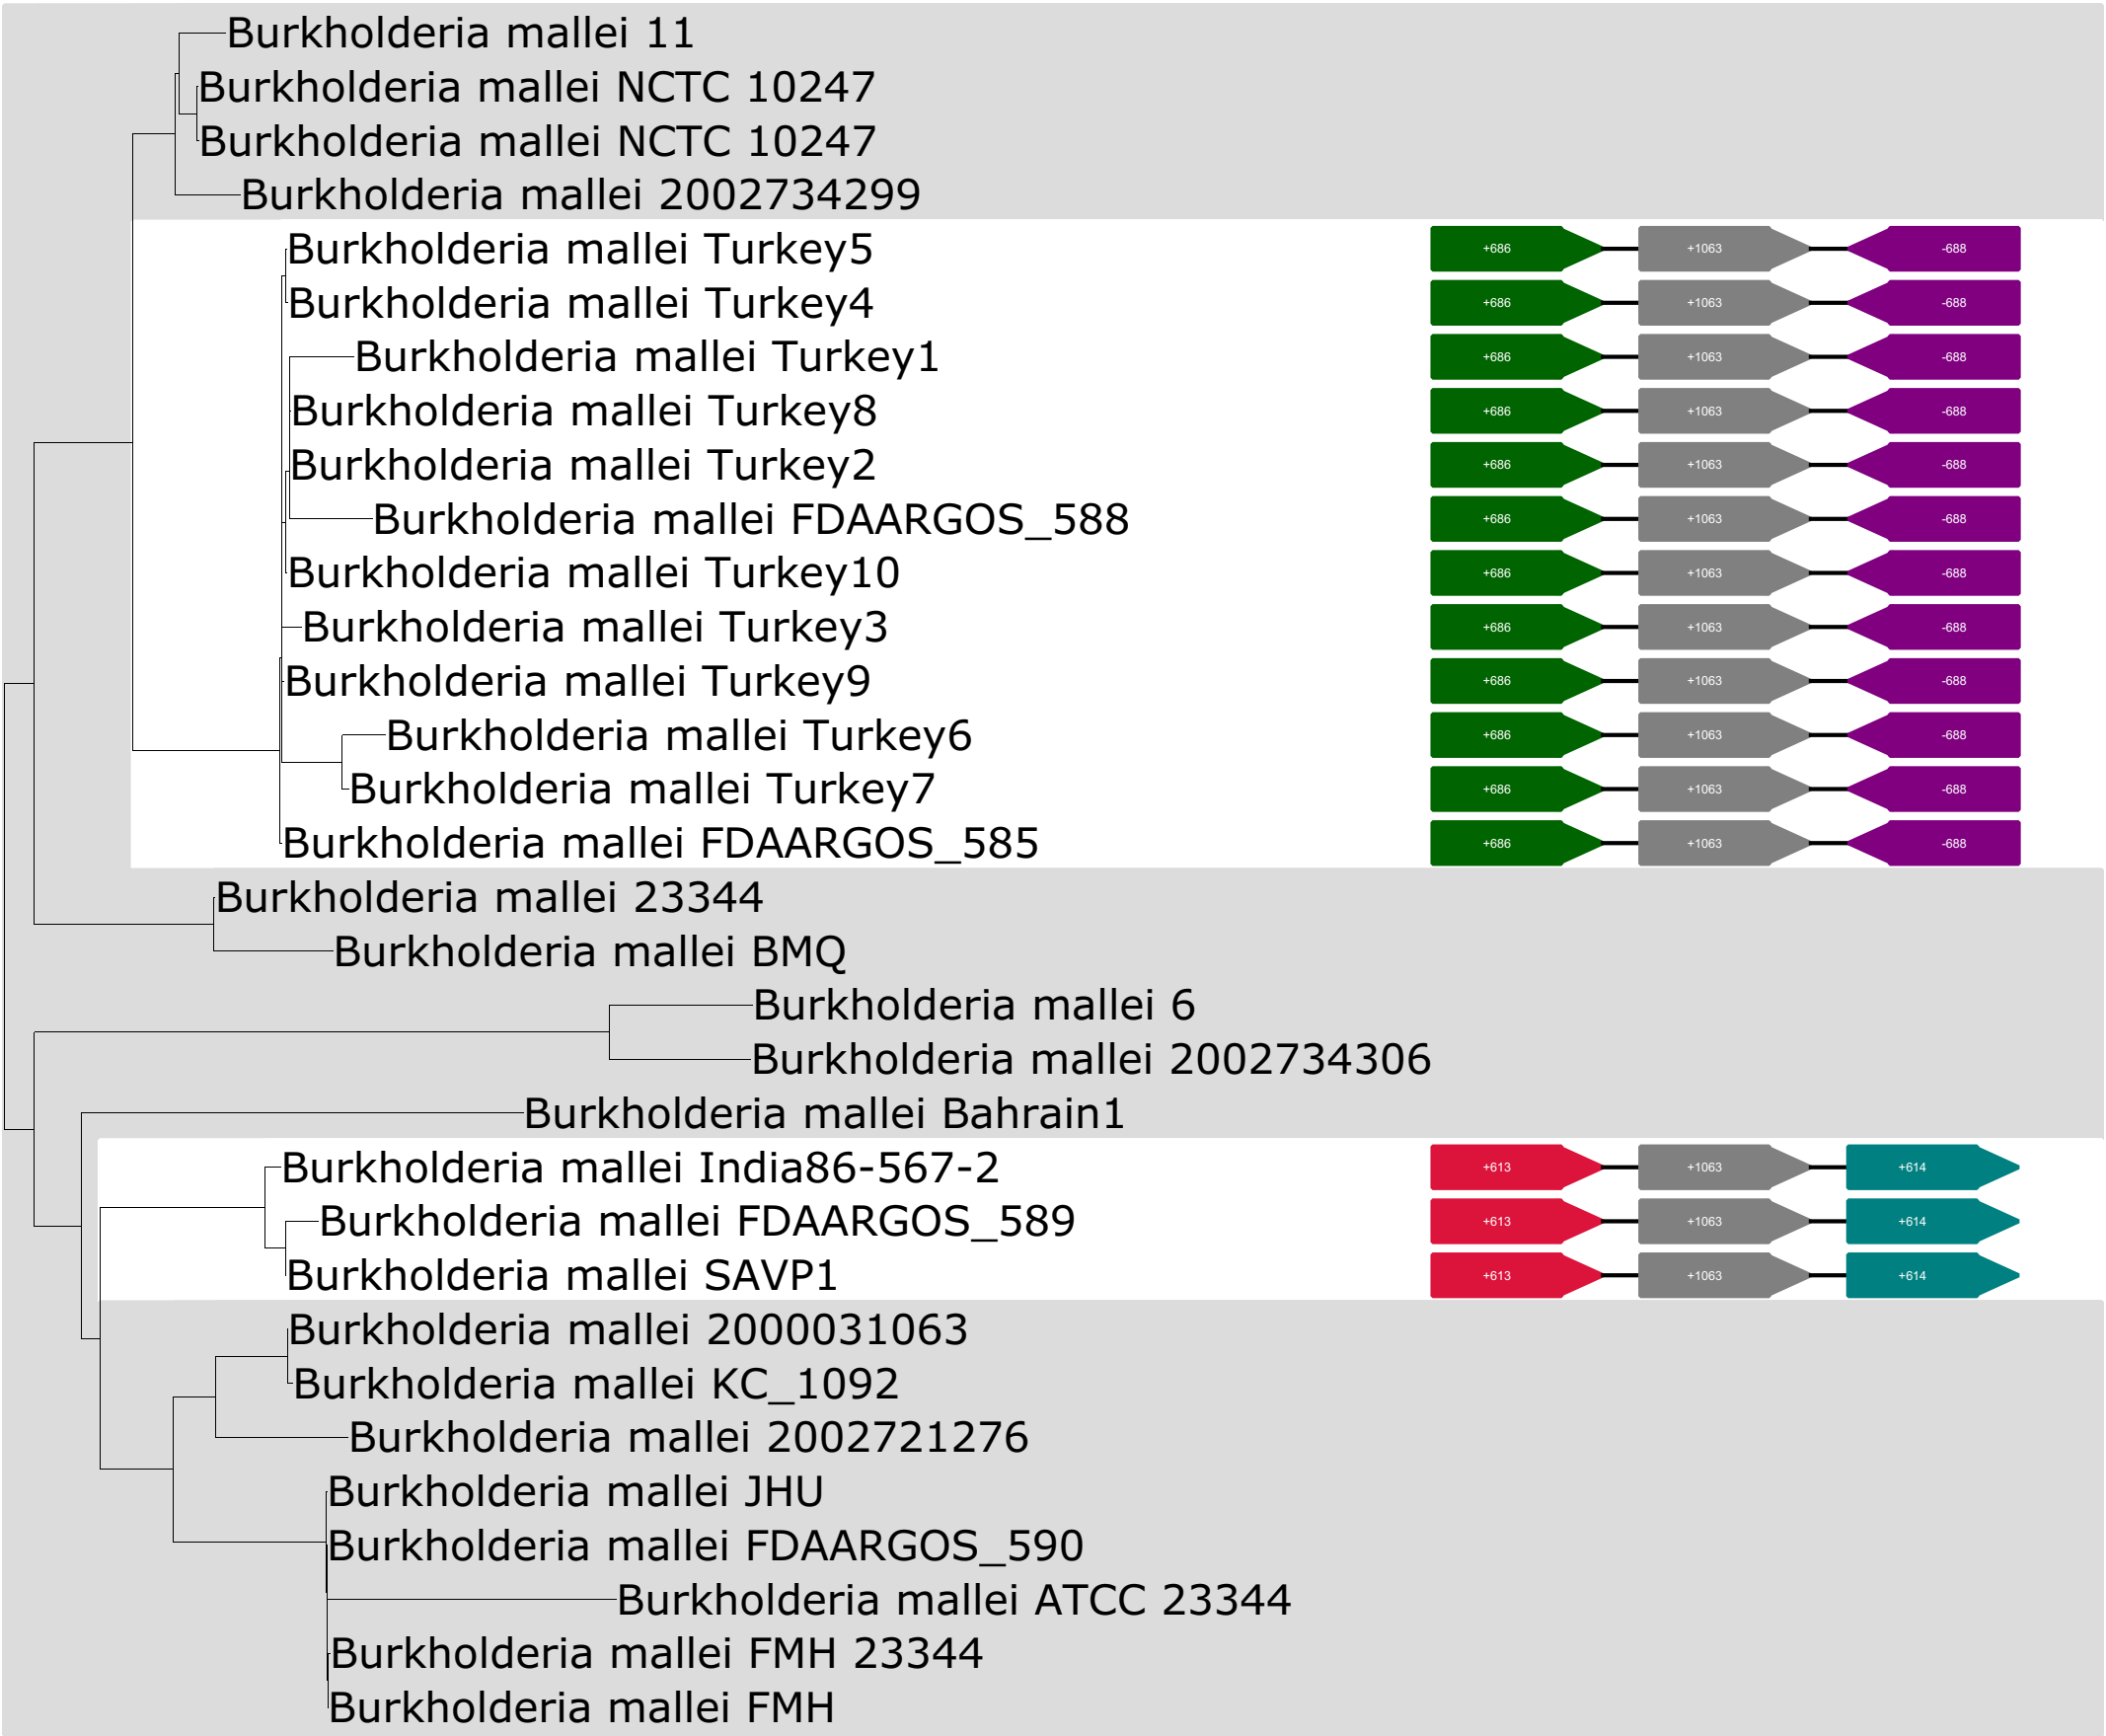 Burkholderia mallei 11
Burkholderia mallei NCTC 10247
Burkholderia mallei NCTC 10247
Burkholderia mallei 2002734299
Burkholderia mallei Turkey5 +686 +1063 -688
Burkholderia mallei Turkey4 +686 +1063 -688
Burkholderia mallei Turkey1 +686 +1063 -688
Burkholderia mallei Turkey8 +686 +1063 -688
Burkholderia mallei Turkey2 +686 +1063 -688
Burkholderia mallei FDAARGOS_588 +686 +1063 -688
Burkholderia mallei Turkey10 +686 +1063 -688
Burkholderia mallei Turkey3 +686 +1063 -688
Burkholderia mallei Turkey9 +686 +1063 -688
Burkholderia mallei Turkey6 +686 +1063 -688
Burkholderia mallei Turkey7 +686 +1063 -688
Burkholderia mallei FDAARGOS_585 +686 +1063 -688
Burkholderia mallei 23344
Burkholderia mallei BMQ
Burkholderia mallei 6
Burkholderia mallei 2002734306
Burkholderia mallei Bahrain1
Burkholderia mallei India86-567-2 +613 +1063 +614
Burkholderia mallei FDAARGOS_589 +613 +1063 +614
Burkholderia mallei SAVP1 +613 +1063 +614
Burkholderia mallei 2000031063
Burkholderia mallei KC_1092
Burkholderia mallei 2002721276
Burkholderia mallei JHU
Burkholderia mallei FDAARGOS_590
Burkholderia mallei ATCC 23344
Burkholderia mallei FMH 23344
Burkholderia mallei FMH